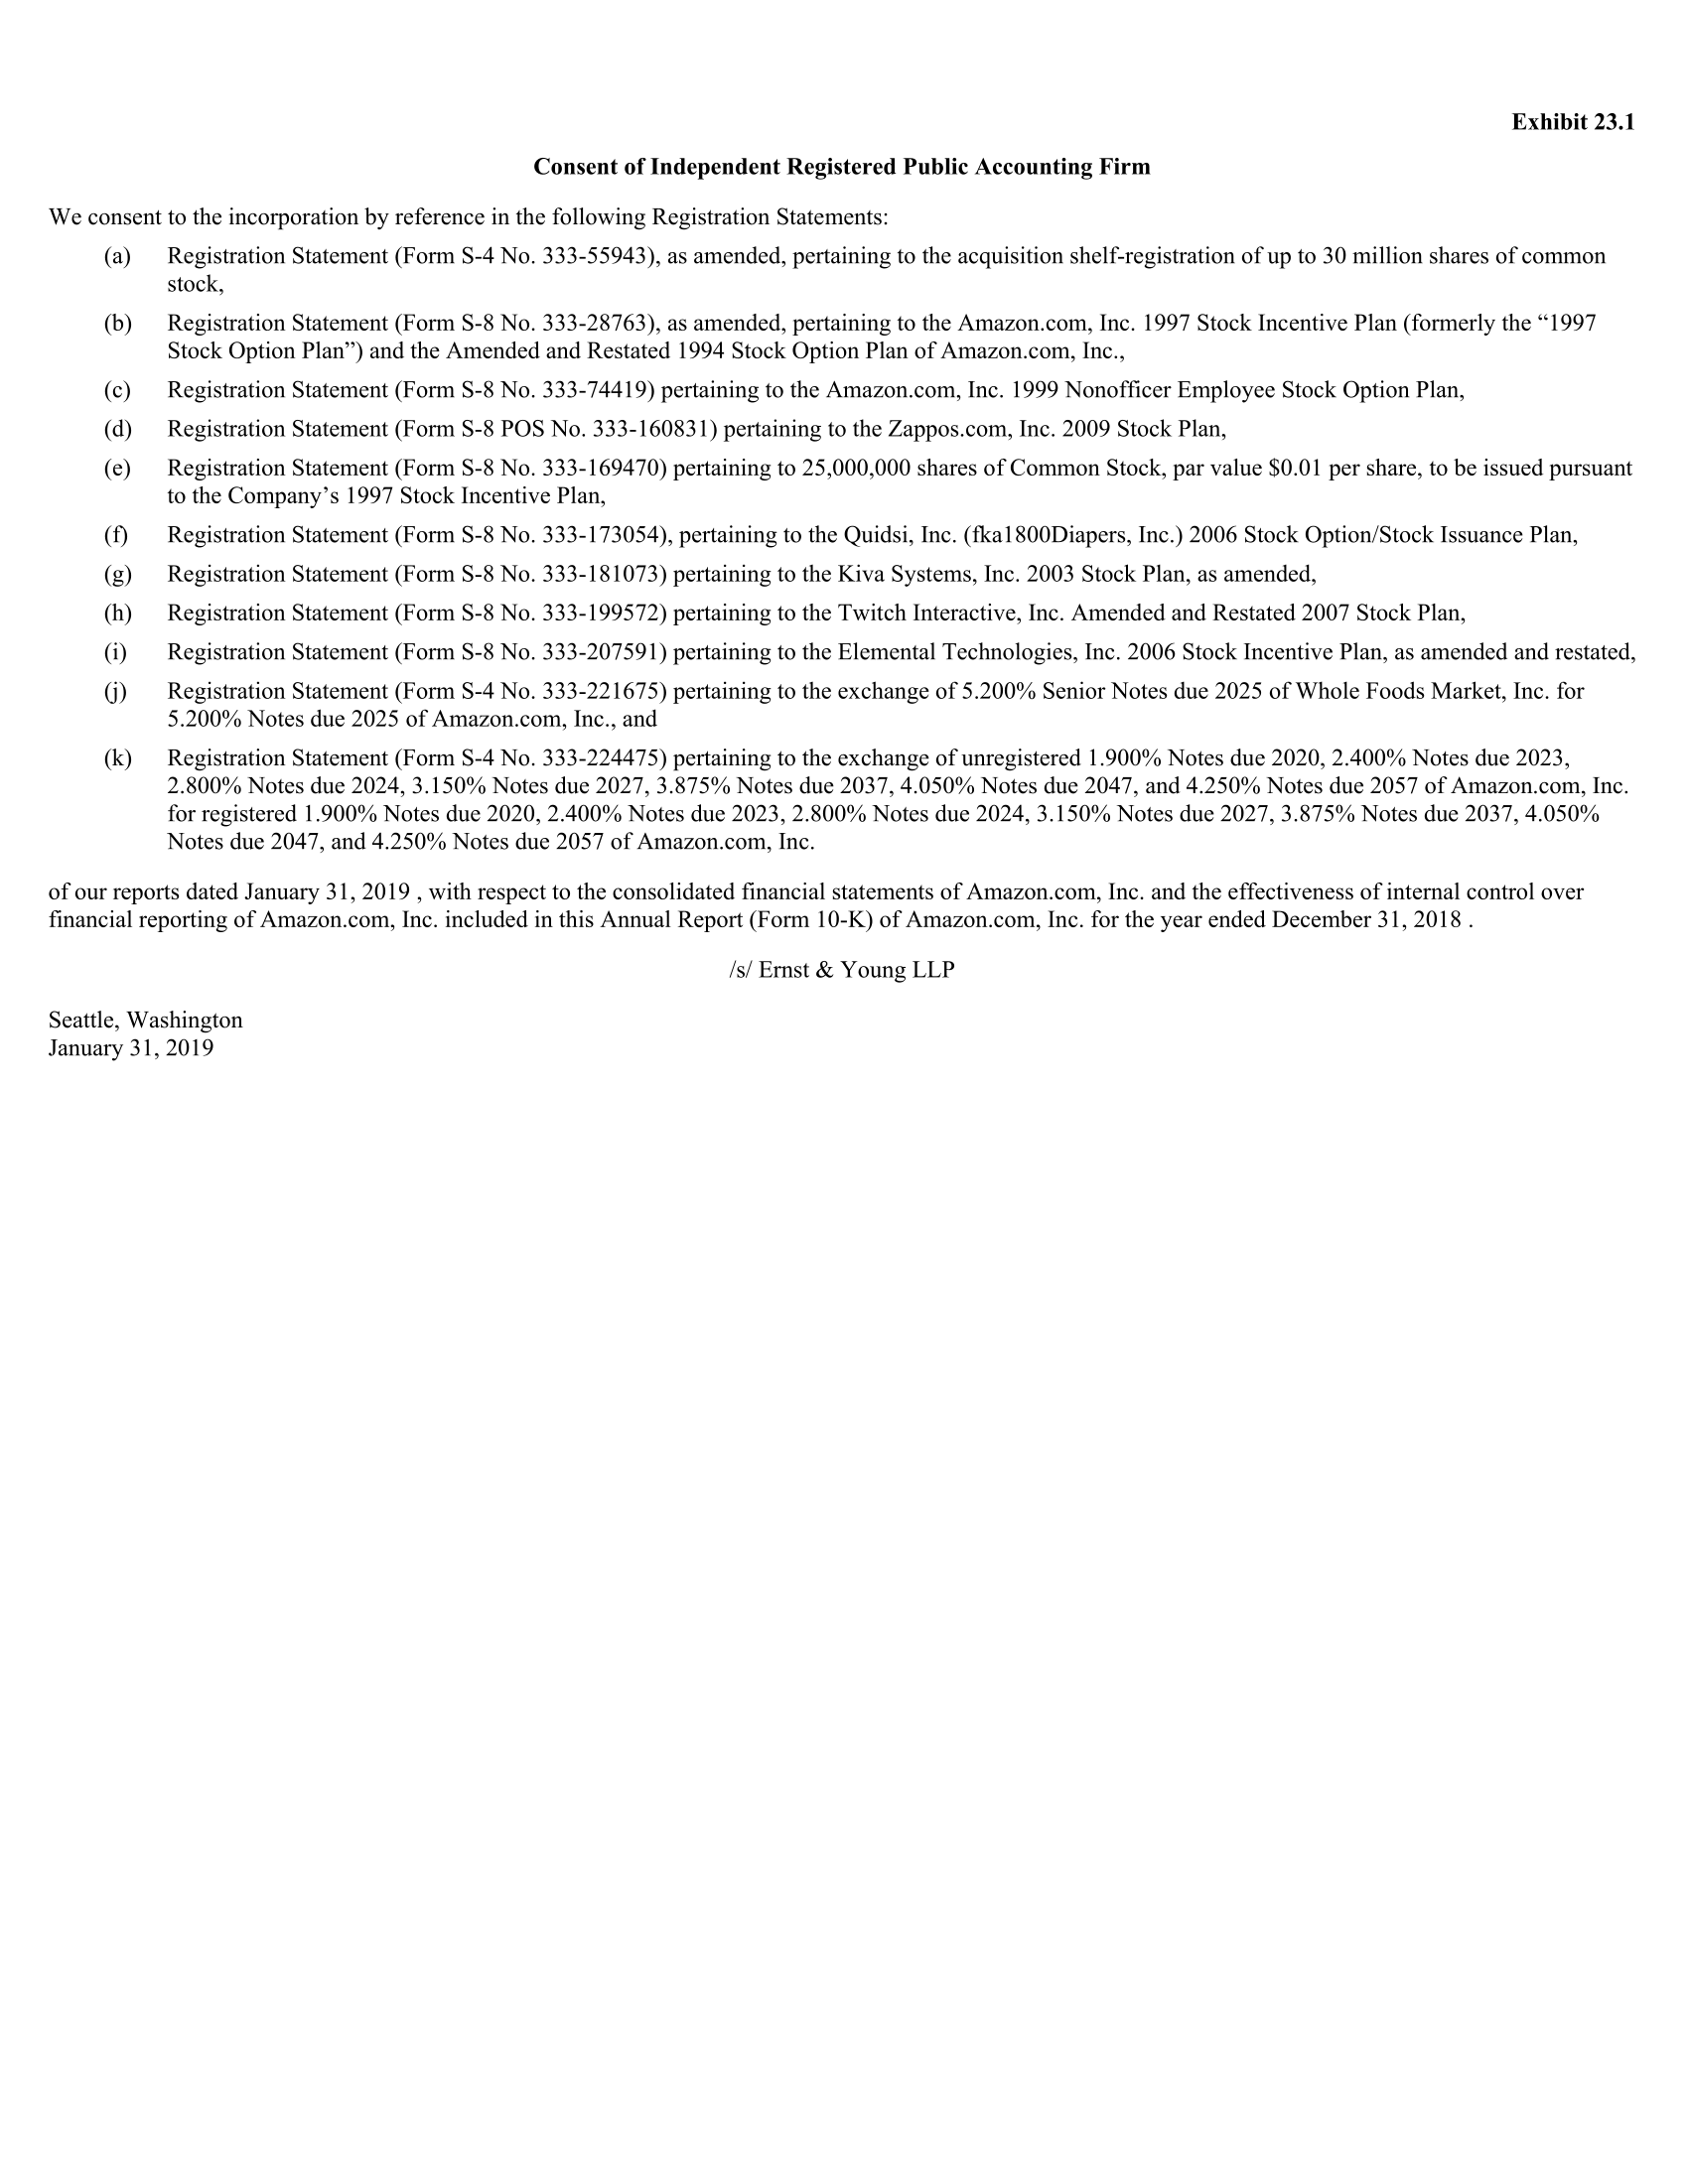 Exhibit 23.1
Consent of Independent Registered Public Accounting Firm
We consent to the incorporation by reference in the following Registration Statements:
(a) Registration Statement (Form S-4 No. 333-55943), as amended, pertaining to the acquisition shelf-registration of up to 30 million shares of common
stock,
(b) Registration Statement (Form S-8 No. 333-28763), as amended, pertaining to the Amazon.com, Inc. 1997 Stock Incentive Plan (formerly the “1997
Stock Option Plan”) and the Amended and Restated 1994 Stock Option Plan of Amazon.com, Inc.,
(c) Registration Statement (Form S-8 No. 333-74419) pertaining to the Amazon.com, Inc. 1999 Nonofficer Employee Stock Option Plan,
(d) Registration Statement (Form S-8 POS No. 333-160831) pertaining to the Zappos.com, Inc. 2009 Stock Plan,
(e) Registration Statement (Form S-8 No. 333-169470) pertaining to 25,000,000 shares of Common Stock, par value $0.01 per share, to be issued pursuant
to the Company’s 1997 Stock Incentive Plan,
(f) Registration Statement (Form S-8 No. 333-173054), pertaining to the Quidsi, Inc. (fka1800Diapers, Inc.) 2006 Stock Option/Stock Issuance Plan,
(g) Registration Statement (Form S-8 No. 333-181073) pertaining to the Kiva Systems, Inc. 2003 Stock Plan, as amended,
(h) Registration Statement (Form S-8 No. 333-199572) pertaining to the Twitch Interactive, Inc. Amended and Restated 2007 Stock Plan,
(i) Registration Statement (Form S-8 No. 333-207591) pertaining to the Elemental Technologies, Inc. 2006 Stock Incentive Plan, as amended and restated,
(j) Registration Statement (Form S-4 No. 333-221675) pertaining to the exchange of 5.200% Senior Notes due 2025 of Whole Foods Market, Inc. for
5.200% Notes due 2025 of Amazon.com, Inc., and
(k) Registration Statement (Form S-4 No. 333-224475) pertaining to the exchange of unregistered 1.900% Notes due 2020, 2.400% Notes due 2023,
2.800% Notes due 2024, 3.150% Notes due 2027, 3.875% Notes due 2037, 4.050% Notes due 2047, and 4.250% Notes due 2057 of Amazon.com, Inc.
for registered 1.900% Notes due 2020, 2.400% Notes due 2023, 2.800% Notes due 2024, 3.150% Notes due 2027, 3.875% Notes due 2037, 4.050%
Notes due 2047, and 4.250% Notes due 2057 of Amazon.com, Inc.
of our reports dated January 31, 2019 , with respect to the consolidated financial statements of Amazon.com, Inc. and the effectiveness of internal control over
financial reporting of Amazon.com, Inc. included in this Annual Report (Form 10-K) of Amazon.com, Inc. for the year ended December 31, 2018 .
/s/ Ernst & Young LLP
Seattle, Washington
January 31, 2019